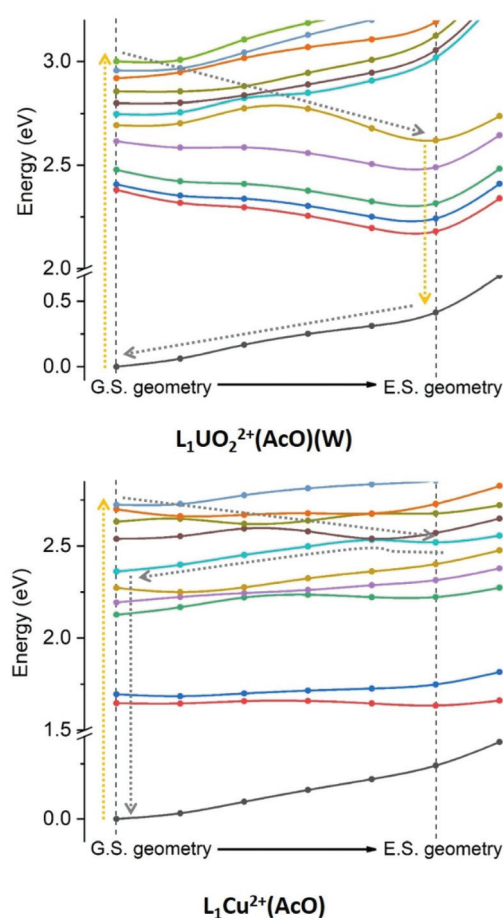 3.0
2.5
2.0
0.5
0.0
Energy (eV)
G.S. geometry
E.S. geometry
L₁UO₂²⁺(AcO)(W)
2.5
2.0
1.5
0.0
Energy (eV)
G.S. geometry
E.S. geometry
L₁Cu²⁺(AcO)